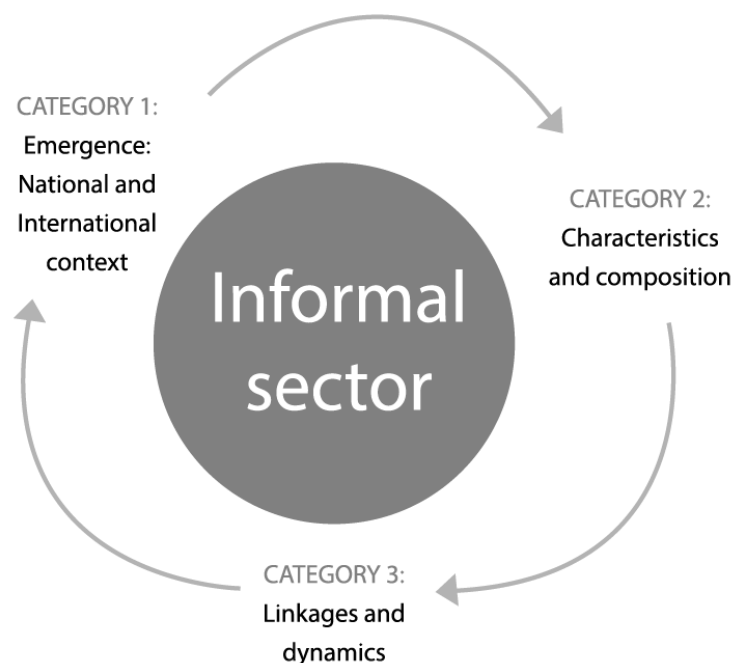 CATEGORY 1:
Emergence:
National and
International
context
CATEGORY 2:
Characteristics
and composition
Informal
sector
CATEGORY 3:
Linkages and
dynamics